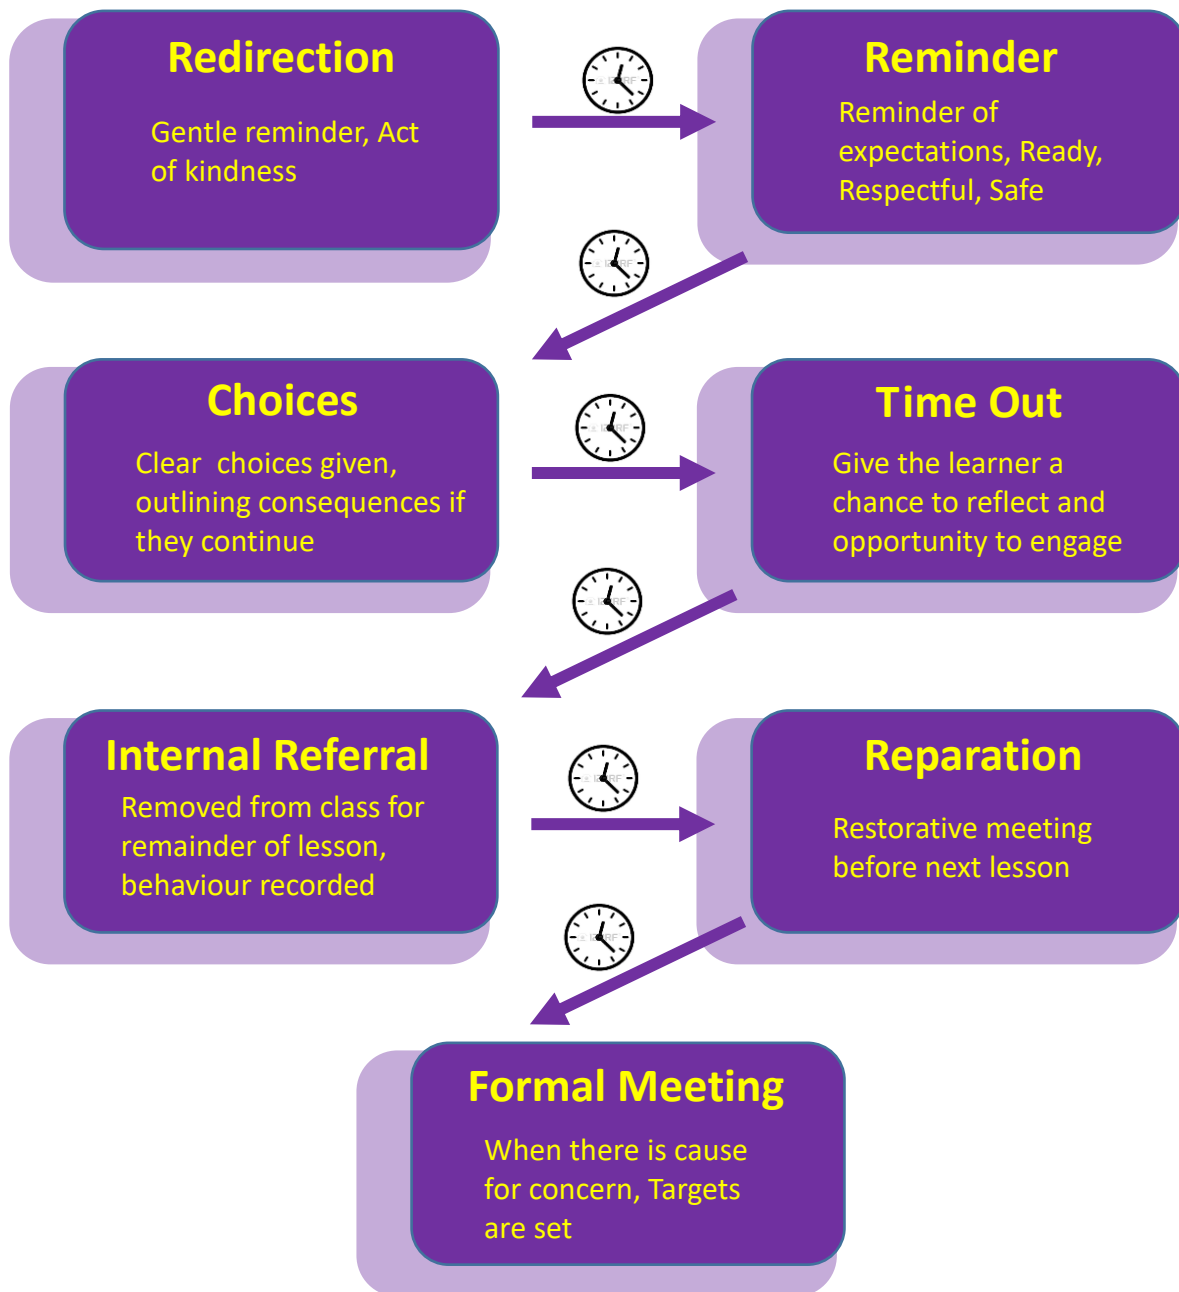 Redirection
Gentle reminder, Act
of kindness
Reminder
Reminder of
expectations, Ready,
Respectful, Safe
Choices
Clear  choices given,
outlining consequences if
they continue
Time Out
Give the learner a
chance to reflect and
opportunity to engage
Internal Referral
Removed from class for
remainder of lesson,
behaviour recorded
Reparation
Restorative meeting
before next lesson
Formal Meeting
When there is cause
for concern, Targets
are set